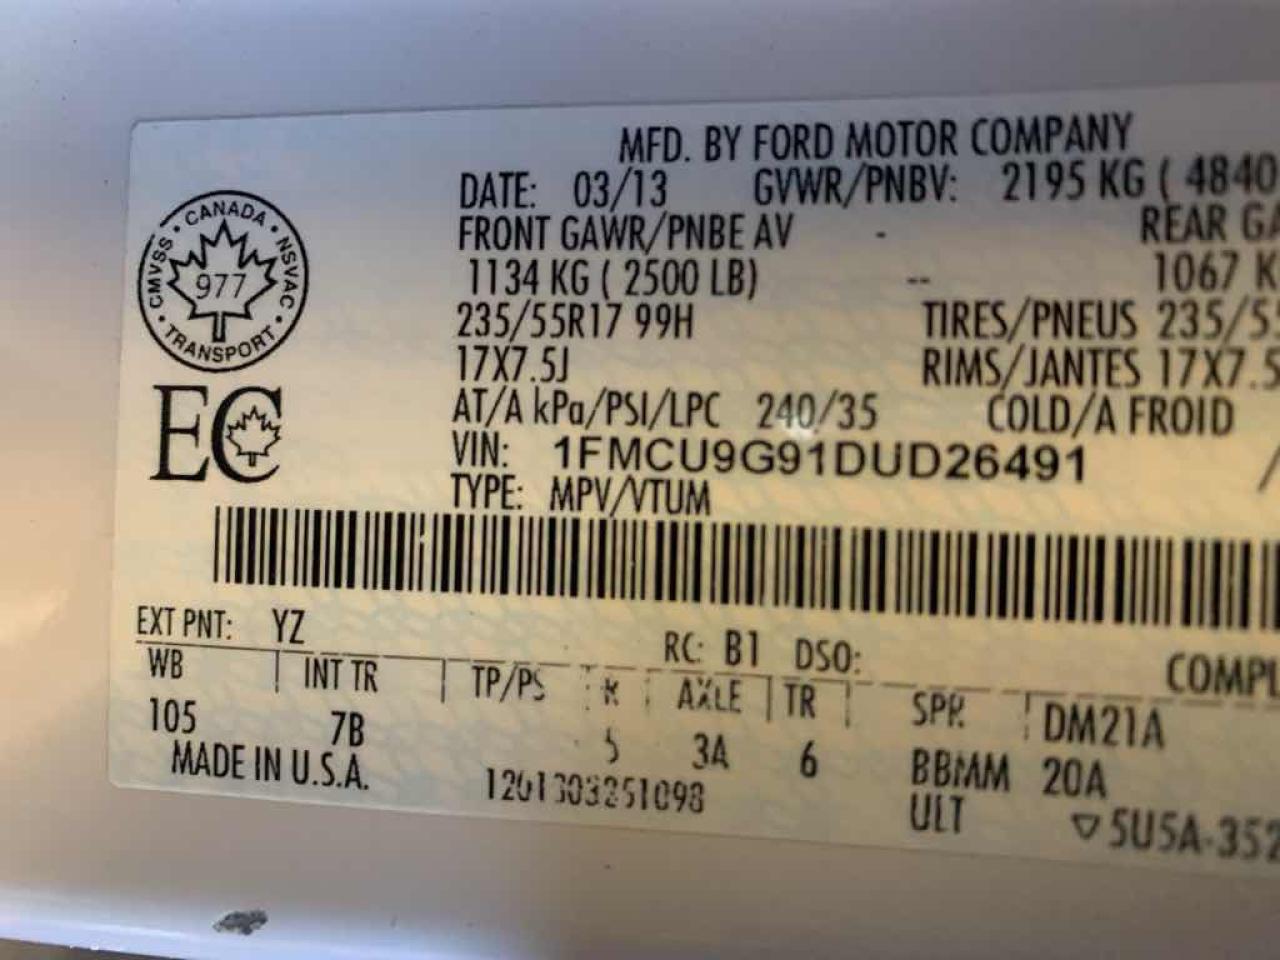 MFD. BY FORD MOTOR COMPANY
DATE: 03/13 GVWR/PNBV: 2195 KG ( 4840
FRONT GAWR/PNBE AV - REAR GA
1134 KG ( 2500 LB) -- 1067 K
235/55R17 99H TIRES/PNEUS 235/55
17X7.5J RIMS/JANTES 17X7.5
AT/A kPa/PSI/LPC 240/35 COLD/A FROID
VIN: 1FMCU9G91DUD26491 /
TYPE: MPV/VTUM
CANADA
CMVSS
NSVAC
977
TRANSPORT
EC
EXT PNT: YZ RC: B1 DSO: COMPL
WB INT TR TP/PS R AXLE TR SPR DM21A
105 7B 5 3A 6 BBMM 20A
MADE IN U.S.A. 1201303251098 ULT ▽5U5A-352